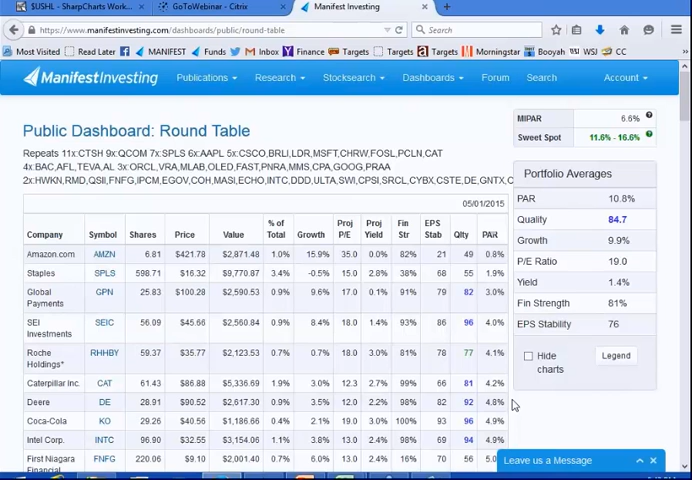 $USHL - SharpCharts Work... × GoToWebinar - Citrix × Manifest Investing × +
https://www.manifestinvesting.com/dashboards/public/round-table Search
Most Visited Read Later MANIFEST Funds Inbox Yahoo Targets Targets Morningstar Booyah WSJ CC
ManifestInvesting Publications Research Stocksearch Dashboards Forum Search Account
Public Dashboard: Round Table
Repeats 11x:CTSH 9x:QCOM 7x:SPLS 6x:AAPL 5x:CSCO,BRLI,LDR,MSFT,CHRW,FOSL,PCLN,CAT
4x:BAC,AFL,TEVA,AL 3x:ORCL,VRA,MLAB,OLED,FAST,PNRA,MMS,CPA,GOOG,PRAA
2x:HWKN,RMD,QSII,FNFG,IPCM,EGOV,COH,MASI,ECHO,INTC,DDD,ULTA,SWI,CPSI,SRCL,CYBX,CSTE,DE,GNTX,
05/01/2015
Company Symbol Shares Price Value % of Total Growth Proj P/E Proj Yield Fin Str EPS Stab Qlty PAR
Amazon.com AMZN 6.81 $421.78 $2,871.48 1.0% 15.9% 35.0 0.0% 82% 21 49 0.8%
Staples SPLS 598.71 $16.32 $9,770.87 3.4% -0.5% 15.0 2.8% 38% 68 55 1.9%
Global Payments GPN 25.83 $100.28 $2,590.53 0.9% 9.6% 17.0 0.1% 91% 79 82 3.0%
SEI Investments SEIC 56.09 $45.66 $2,560.84 0.9% 8.4% 18.0 1.4% 93% 86 96 4.0%
Roche Holdings* RHHBY 59.37 $35.77 $2,123.53 0.7% 0.7% 18.0 3.0% 81% 78 77 4.1%
Caterpillar Inc. CAT 61.43 $86.88 $5,336.69 1.9% 3.0% 12.3 2.7% 99% 66 81 4.2%
Deere DE 28.91 $90.52 $2,617.30 0.9% 3.5% 12.0 2.2% 98% 82 92 4.8%
Coca-Cola KO 29.26 $40.56 $1,186.66 0.4% 2.1% 19.0 3.0% 100% 93 96 4.9%
Intel Corp. INTC 96.90 $32.55 $3,154.06 1.1% 3.8% 13.0 2.4% 98% 69 94 4.9%
First Niagara Financial FNFG 220.06 $9.10 $2,001.40 0.7% 6.0% 12.0 2.4% 16% 70 56
MIPAR 6.6%
Sweet Spot 11.6% - 16.6%
Portfolio Averages
PAR 10.8%
Quality 84.7
Growth 9.9%
P/E Ratio 19.0
Yield 1.4%
Fin Strength 81%
EPS Stability 76
Hide charts Legend
Leave us a Message